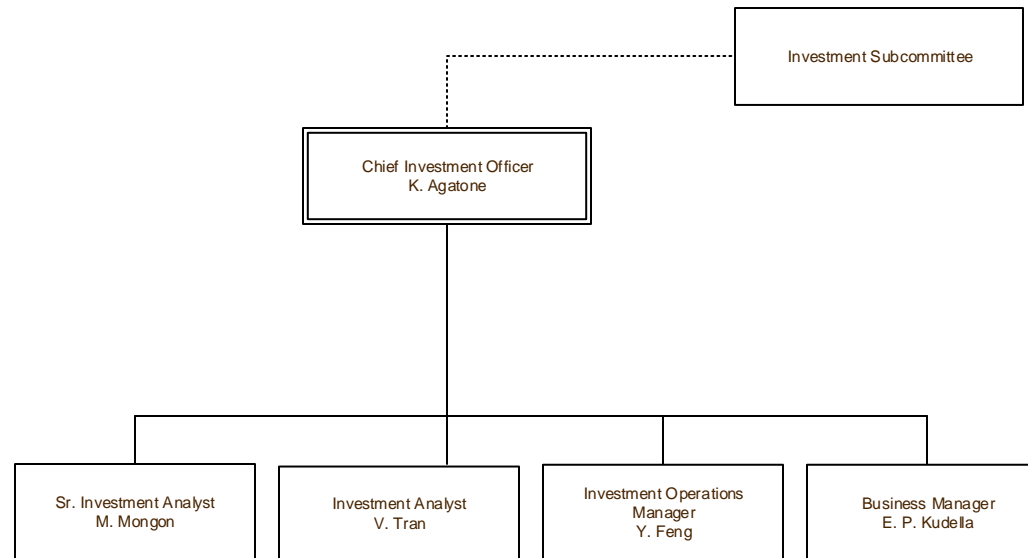 Investment Subcommittee
Chief Investment Officer
K. Agatone
Sr. Investment Analyst
M. Mongon
Investment Analyst
V. Tran
Investment Operations
Manager
Y. Feng
Business Manager
E. P. Kudella